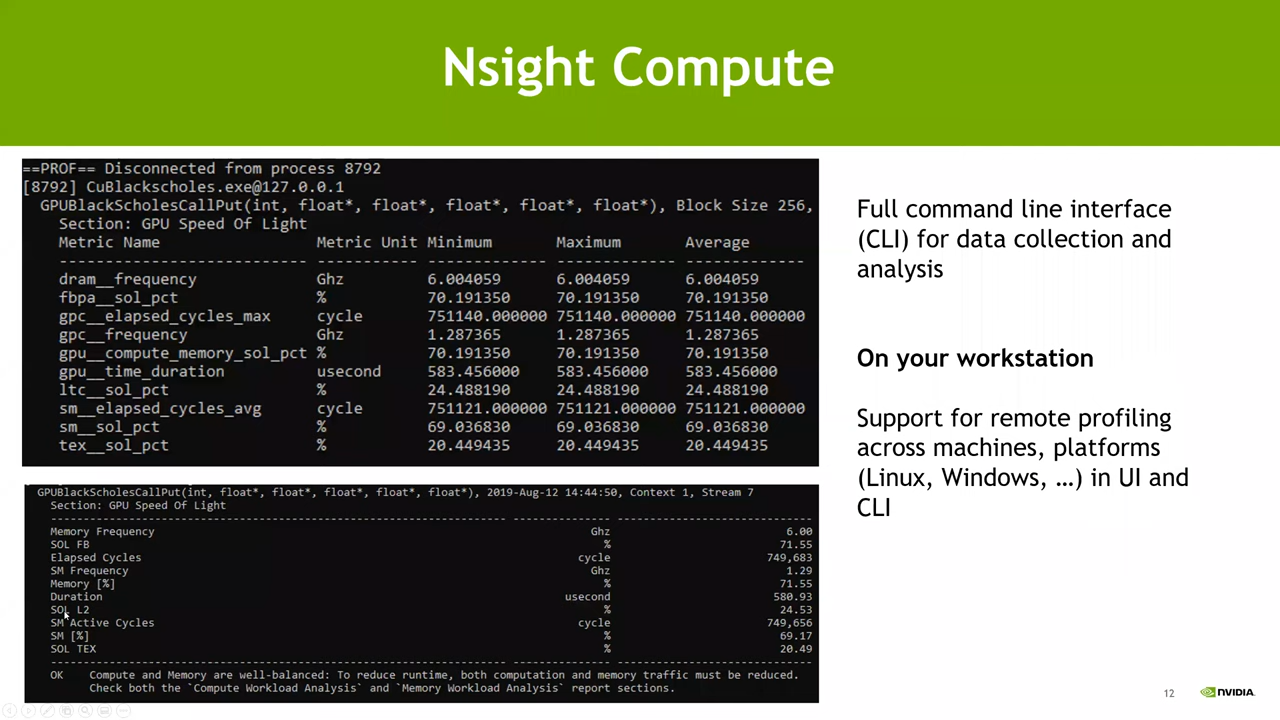 Nsight Compute
==PROF== Disconnected from process 8792
[8792] CuBlackscholes.exe@127.0.0.1
GPUBlackScholesCallPut(int, float*, float*, float*, float*, float*), Block Size 256,
Section: GPU Speed Of Light
Metric Name Metric Unit Minimum Maximum Average
--------------------------- ----------- ------------- ------------- -------------
dram__frequency Ghz 6.004059 6.004059 6.004059
fbpa__sol_pct % 70.191350 70.191350 70.191350
gpc__elapsed_cycles_max cycle 751140.000000 751140.000000 751140.000000
gpc__frequency Ghz 1.287365 1.287365 1.287365
gpu__compute_memory_sol_pct % 70.191350 70.191350 70.191350
gpu__time_duration usecond 583.456000 583.456000 583.456000
ltc__sol_pct % 24.488190 24.488190 24.488190
sm__elapsed_cycles_avg cycle 751121.000000 751121.000000 751121.000000
sm__sol_pct % 69.036830 69.036830 69.036830
tex__sol_pct % 20.449435 20.449435 20.449435
GPUBlackScholesCallPut(int, float*, float*, float*, float*, float*), 2019-Aug-12 14:44:50, Context 1, Stream 7
Section: GPU Speed Of Light
Memory Frequency Ghz 6.00
SOL FB % 71.55
Elapsed Cycles cycle 749,683
SM Frequency Ghz 1.29
Memory [%] % 71.55
Duration usecond 580.93
SOL L2 % 24.53
SM Active Cycles cycle 749,656
SM [%] % 69.17
SOL TEX % 20.49
OK Compute and Memory are well-balanced: To reduce runtime, both computation and memory traffic must be reduced.
Check both the `Compute Workload Analysis` and `Memory Workload Analysis` report sections.
Full command line interface
(CLI) for data collection and
analysis
On your workstation
Support for remote profiling
across machines, platforms
(Linux, Windows, …) in UI and
CLI
12
NVIDIA.